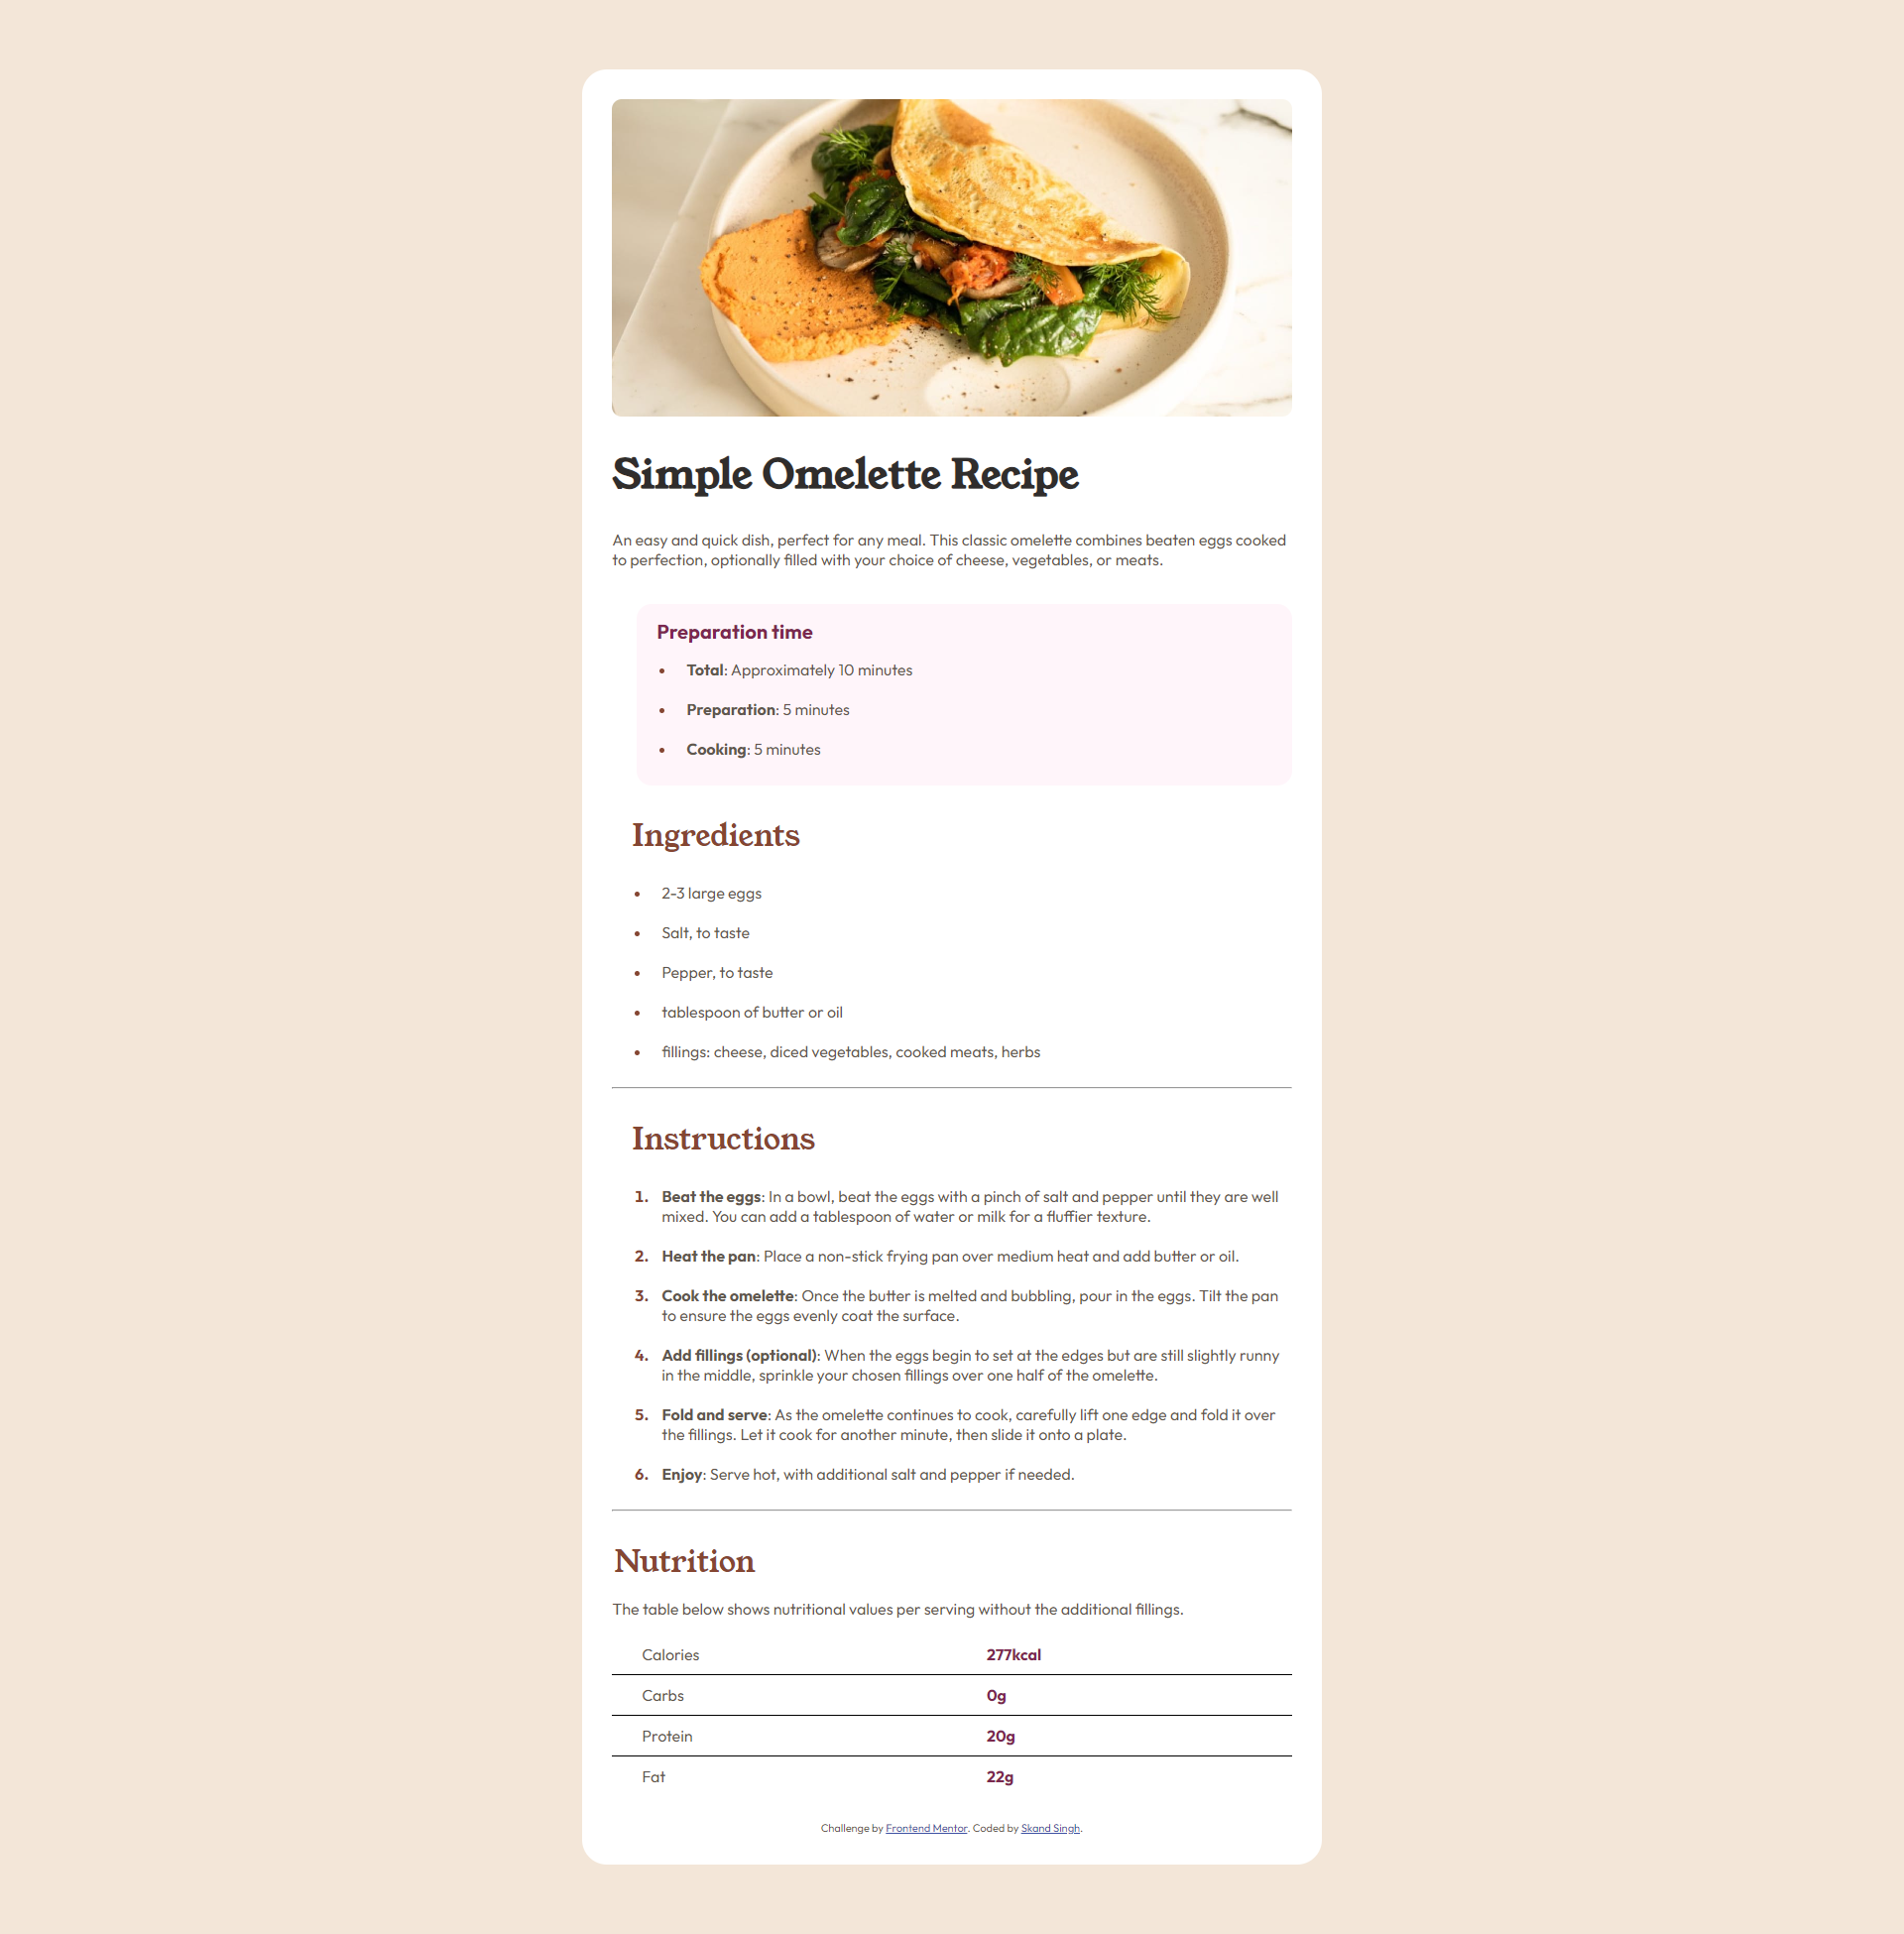 Simple Omelette Recipe
An easy and quick dish, perfect for any meal. This classic omelette combines beaten eggs cooked
to perfection, optionally filled with your choice of cheese, vegetables, or meats.
Preparation time
• Total: Approximately 10 minutes
• Preparation: 5 minutes
• Cooking: 5 minutes
Ingredients
• 2-3 large eggs
• Salt, to taste
• Pepper, to taste
• tablespoon of butter or oil
• fillings: cheese, diced vegetables, cooked meats, herbs
Instructions
1. Beat the eggs: In a bowl, beat the eggs with a pinch of salt and pepper until they are well
mixed. You can add a tablespoon of water or milk for a fluffier texture.
2. Heat the pan: Place a non-stick frying pan over medium heat and add butter or oil.
3. Cook the omelette: Once the butter is melted and bubbling, pour in the eggs. Tilt the pan
to ensure the eggs evenly coat the surface.
4. Add fillings (optional): When the eggs begin to set at the edges but are still slightly runny
in the middle, sprinkle your chosen fillings over one half of the omelette.
5. Fold and serve: As the omelette continues to cook, carefully lift one edge and fold it over
the fillings. Let it cook for another minute, then slide it onto a plate.
6. Enjoy: Serve hot, with additional salt and pepper if needed.
Nutrition
The table below shows nutritional values per serving without the additional fillings.
Calories 277kcal
Carbs 0g
Protein 20g
Fat 22g
Challenge by Frontend Mentor. Coded by Skand Singh.